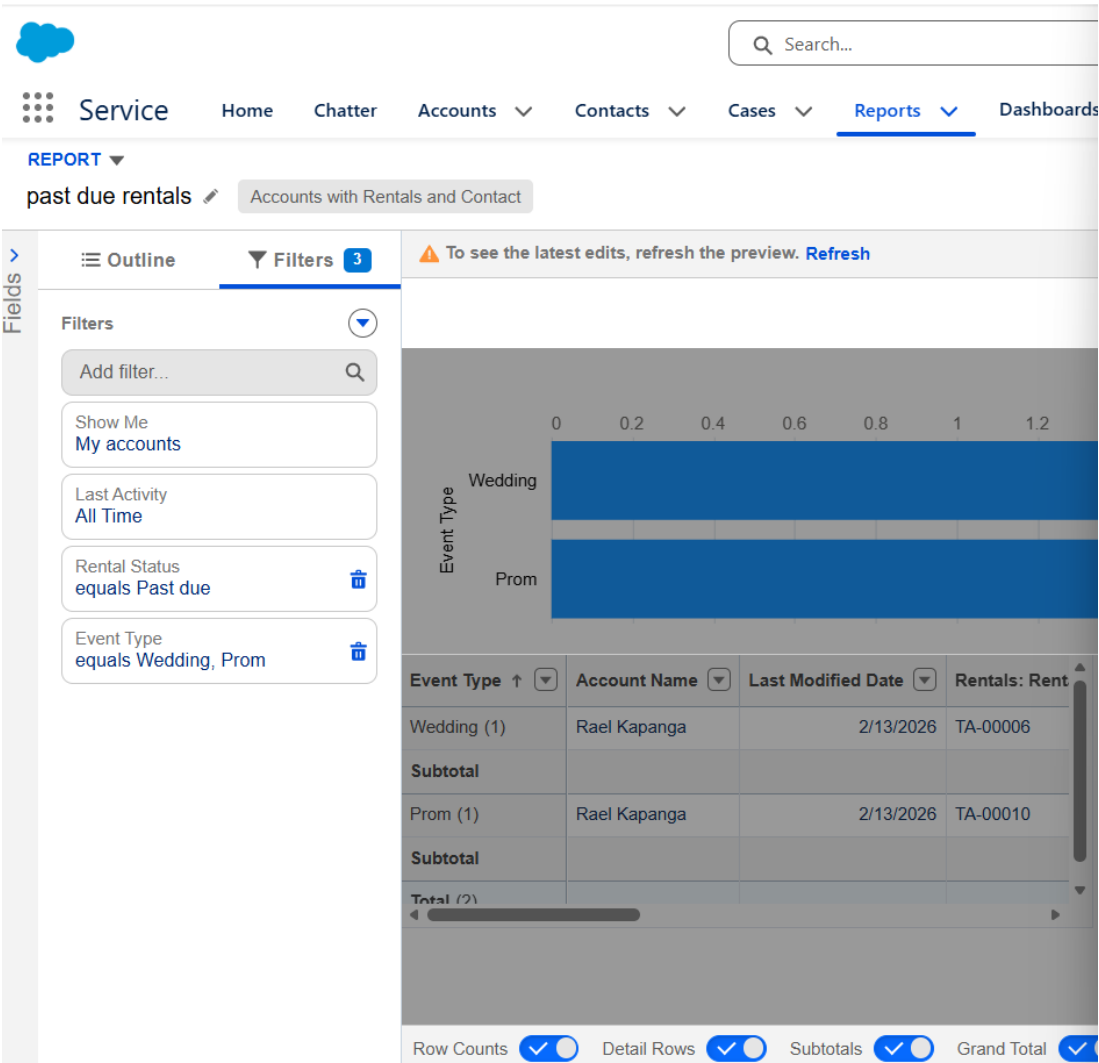 Search...
Service Home Chatter Accounts Contacts Cases Reports Dashboards
REPORT
past due rentals Accounts with Rentals and Contact
Fields
Outline Filters 3
To see the latest edits, refresh the preview. Refresh
Filters
Add filter...
Show Me
My accounts
Last Activity
All Time
Rental Status
equals Past due
Event Type
equals Wedding, Prom
0 0.2 0.4 0.6 0.8 1 1.2
Event Type
Wedding
Prom
Event Type ↑ Account Name Last Modified Date Rentals: Rent
Wedding (1) Rael Kapanga 2/13/2026 TA-00006
Subtotal
Prom (1) Rael Kapanga 2/13/2026 TA-00010
Subtotal
Total (2)
Row Counts Detail Rows Subtotals Grand Total